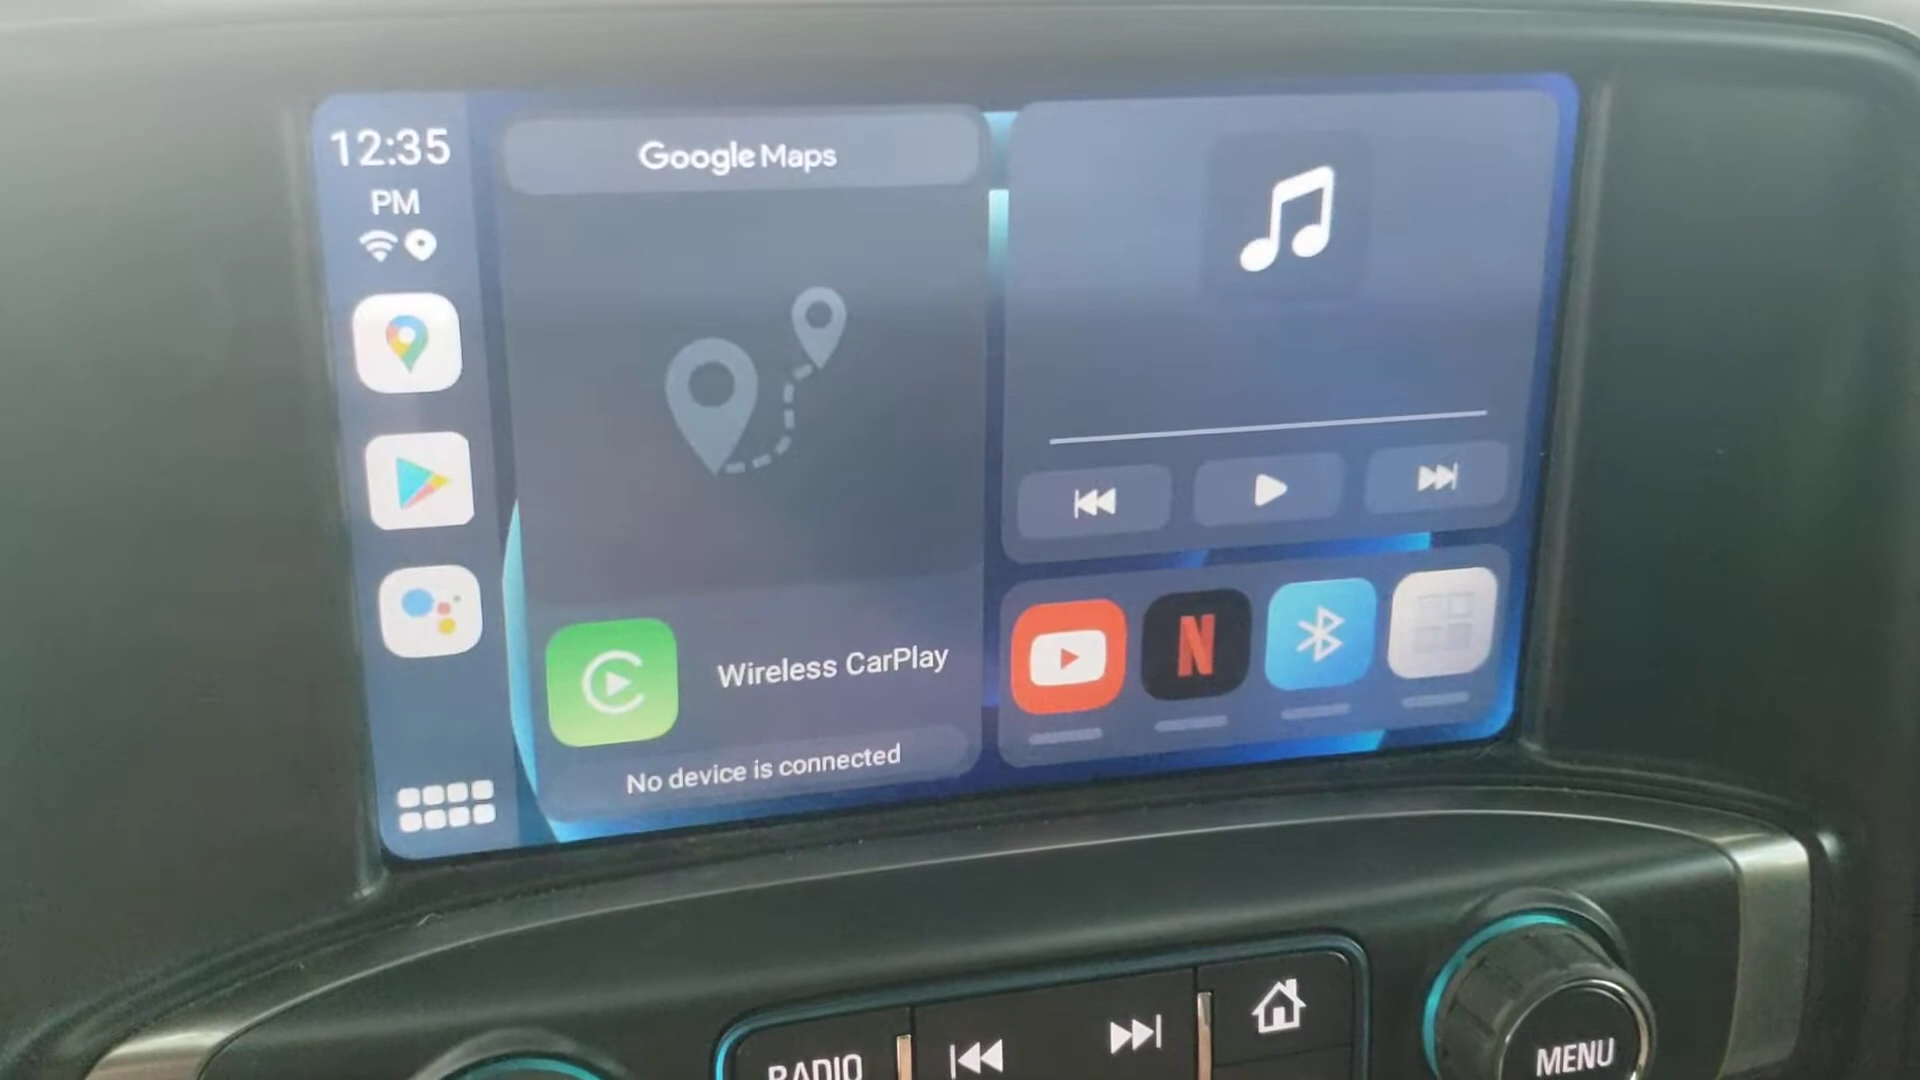 12:35
PM
Google Maps
Wireless CarPlay
No device is connected
N
RADIO
MENU